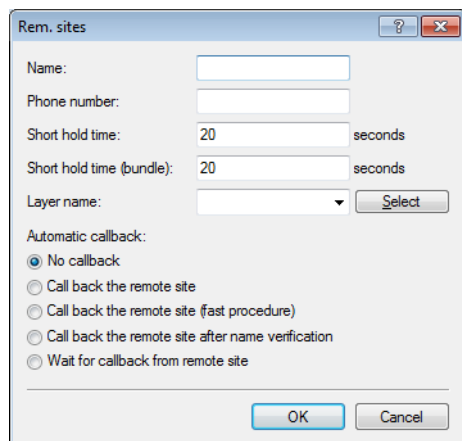 Rem. sites
?
Name:
Phone number:
Short hold time: 20 seconds
Short hold time (bundle): 20 seconds
Layer name: Select
Automatic callback:
No callback
Call back the remote site
Call back the remote site (fast procedure)
Call back the remote site after name verification
Wait for callback from remote site
OK Cancel